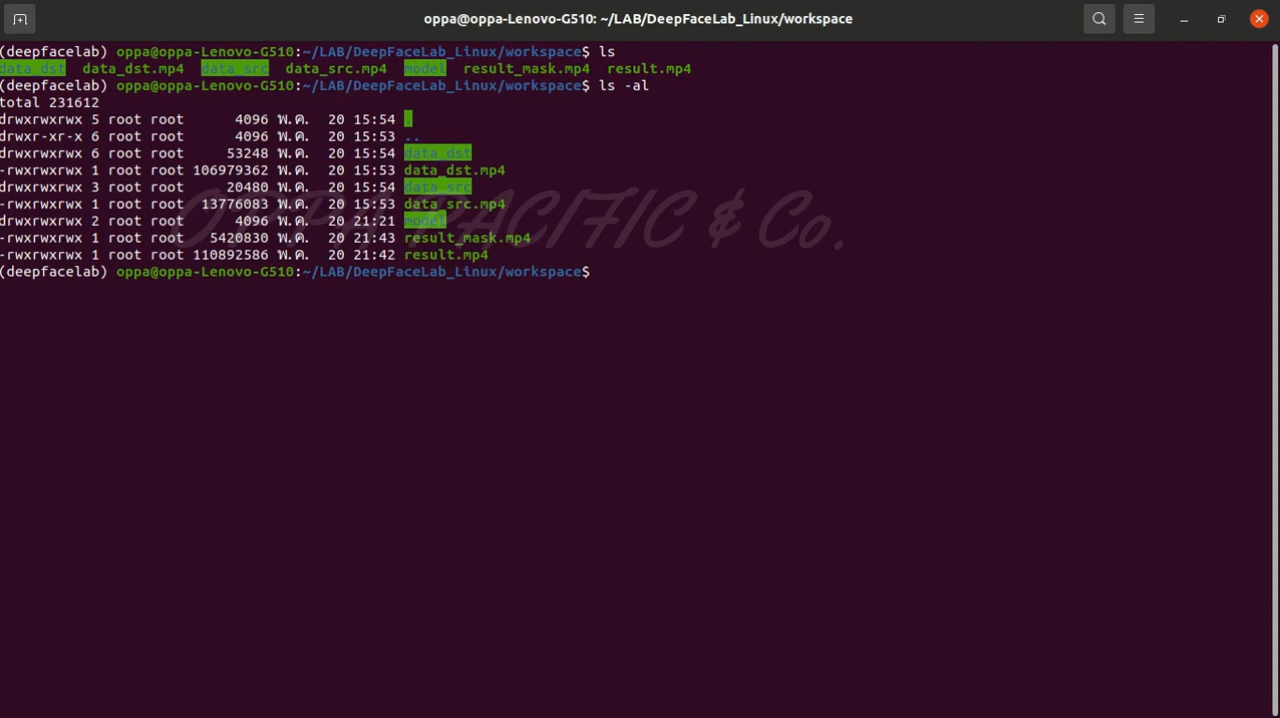 oppa@oppa-Lenovo-G510: ~/LAB/DeepFaceLab_Linux/workspace
(deepfacelab) oppa@oppa-Lenovo-G510:~/LAB/DeepFaceLab_Linux/workspace$ ls
data_dst data_dst.mp4 data_src data_src.mp4 model result_mask.mp4 result.mp4
(deepfacelab) oppa@oppa-Lenovo-G510:~/LAB/DeepFaceLab_Linux/workspace$ ls -al
total 231612
drwxrwxrwx 5 root root 4096 พ.ค. 20 15:54 .
drwxr-xr-x 6 root root 4096 พ.ค. 20 15:53 ..
drwxrwxrwx 6 root root 53248 พ.ค. 20 15:54 data_dst
-rwxrwxrwx 1 root root 106979362 พ.ค. 20 15:53 data_dst.mp4
drwxrwxrwx 3 root root 20480 พ.ค. 20 15:54 data_src
-rwxrwxrwx 1 root root 13776083 พ.ค. 20 15:53 data_src.mp4
drwxrwxrwx 2 root root 4096 พ.ค. 20 21:21 model
-rwxrwxrwx 1 root root 5420830 พ.ค. 20 21:43 result_mask.mp4
-rwxrwxrwx 1 root root 110892586 พ.ค. 20 21:42 result.mp4
(deepfacelab) oppa@oppa-Lenovo-G510:~/LAB/DeepFaceLab_Linux/workspace$
OPPA PACIFIC & Co.